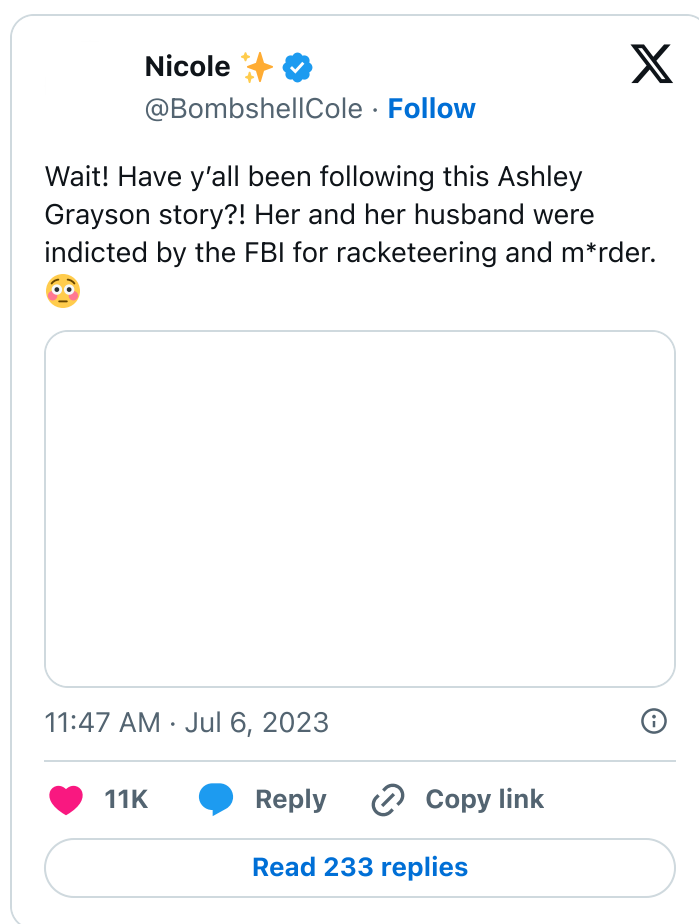 Nicole ✨
@BombshellCole · Follow
Wait! Have y’all been following this Ashley
Grayson story?! Her and her husband were
indicted by the FBI for racketeering and m*rder.
😳
11:47 AM · Jul 6, 2023
11K Reply Copy link
Read 233 replies